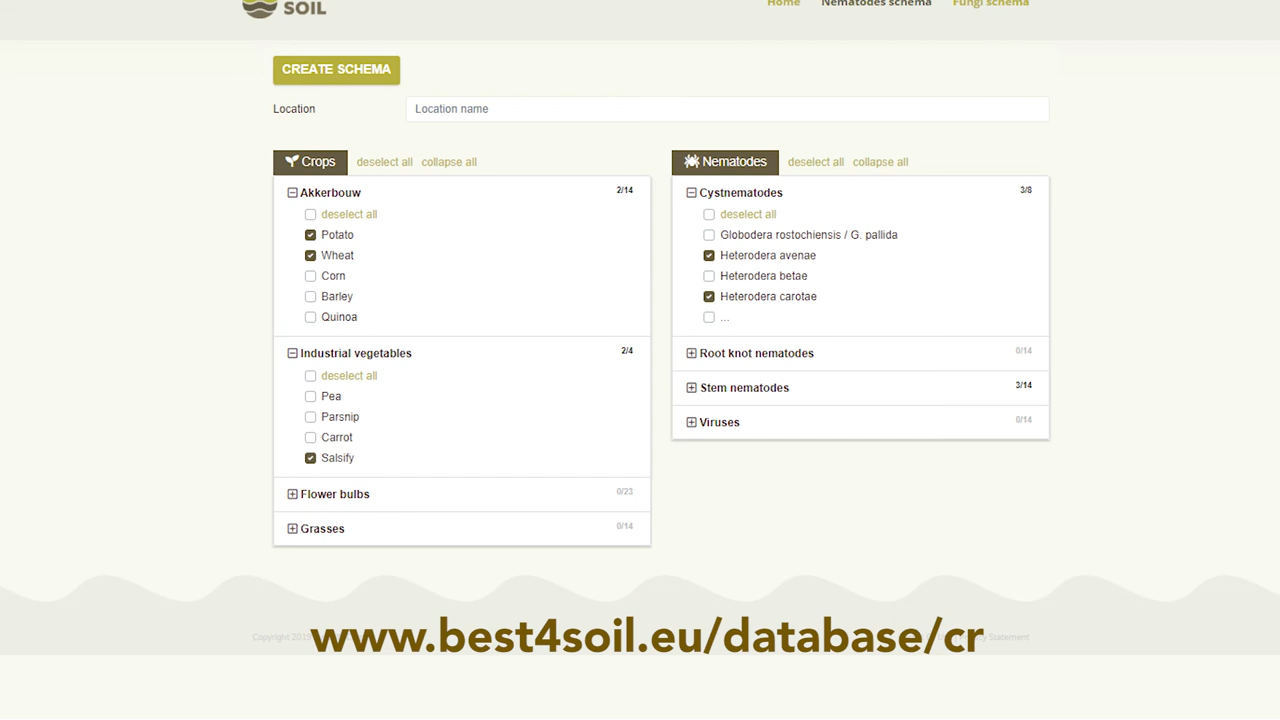 SOIL
Home Nematodes schema Fungi schema
CREATE SCHEMA
Location Location name
Crops deselect all collapse all
Akkerbouw 2/14
deselect all
Potato
Wheat
Corn
Barley
Quinoa
Industrial vegetables 2/4
deselect all
Pea
Parsnip
Carrot
Salsify
Flower bulbs 0/23
Grasses 0/14
Nematodes deselect all collapse all
Cystnematodes 3/8
deselect all
Globodera rostochiensis / G. pallida
Heterodera avenae
Heterodera betae
Heterodera carotae
...
Root knot nematodes 0/14
Stem nematodes 3/14
Viruses 0/14
www.best4soil.eu/database/cr
Copyright Statement